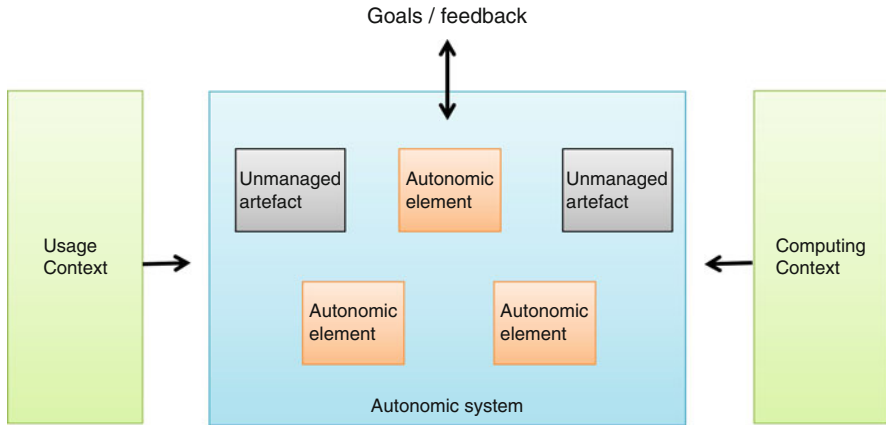 Goals / feedback
Unmanaged
artefact
Autonomic
element
Unmanaged
artefact
Usage
Context
Computing
Context
Autonomic
element
Autonomic
element
Autonomic system